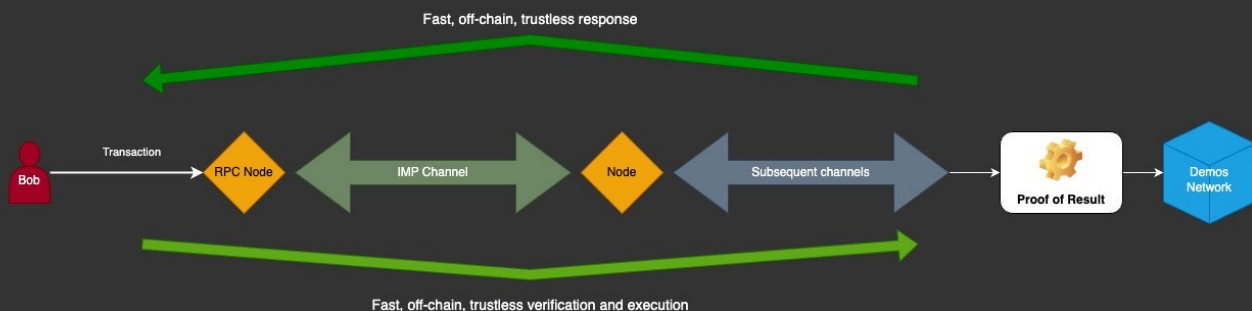 Fast, off-chain, trustless response
Transaction
Bob
RPC Node
IMP Channel
Node
Subsequent channels
Proof of Result
Demos
Network
Fast, off-chain, trustless verification and execution